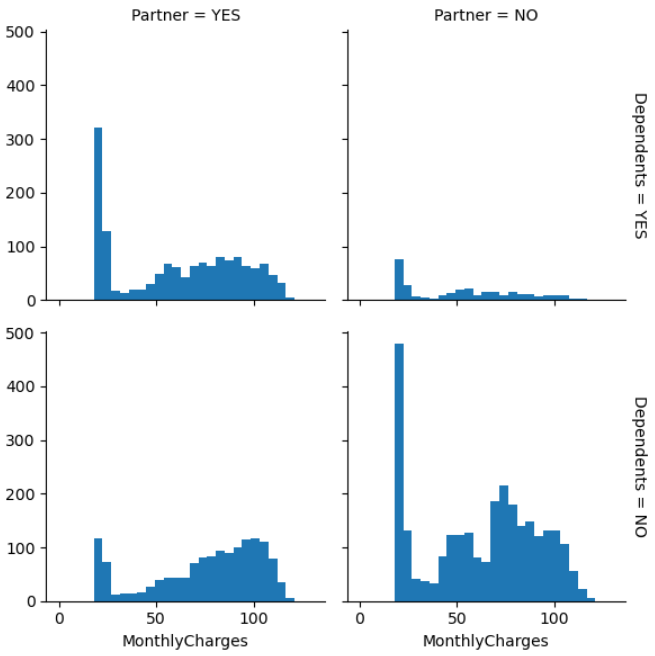 Partner = YES
Partner = NO
500
400
300
200
100
0
Dependents = YES
500
400
300
200
100
0
Dependents = NO
0 50 100
0 50 100
MonthlyCharges
MonthlyCharges